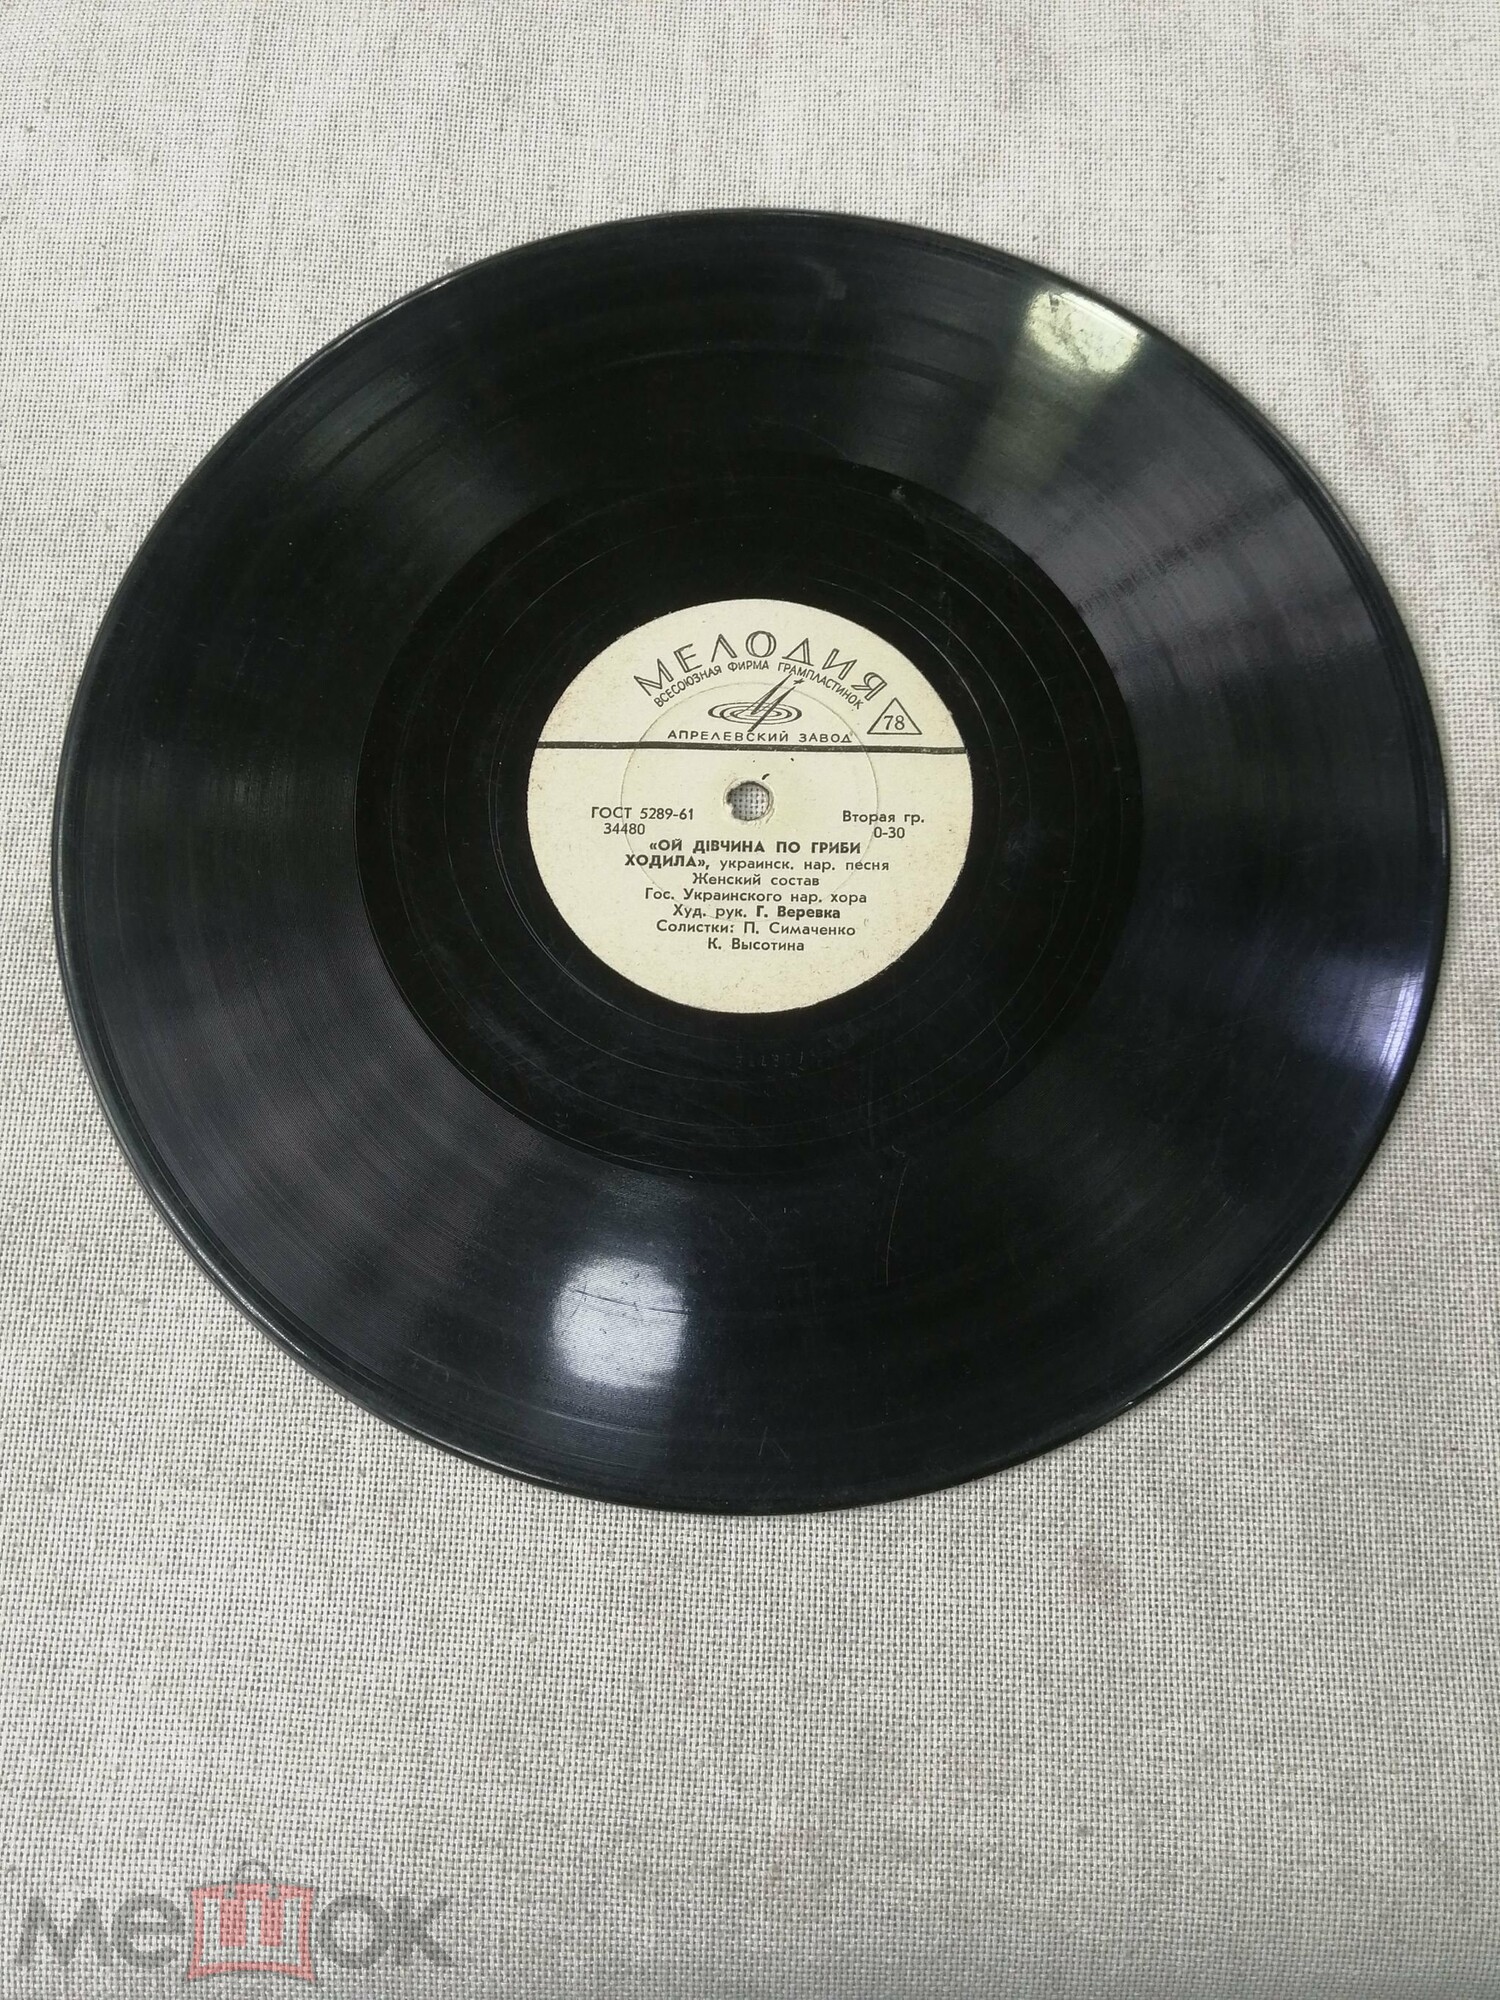 МЕЛОДИЯ
ВСЕСОЮЗНАЯ ФИРМА ГРАМПЛАСТИНОК
АПРЕЛЕВСКИЙ ЗАВОД
78
ГОСТ 5289-61 Вторая гр.
34480 0-30
«ОЙ ДІВЧИНА ПО ГРИБИ
ХОДИЛА», украинск. нар. песня
Женский состав
Гос. Украинского нар. хора
Худ. рук. Г. Веревка
Солистки: П. Симаченко
К. Высотина
мешок